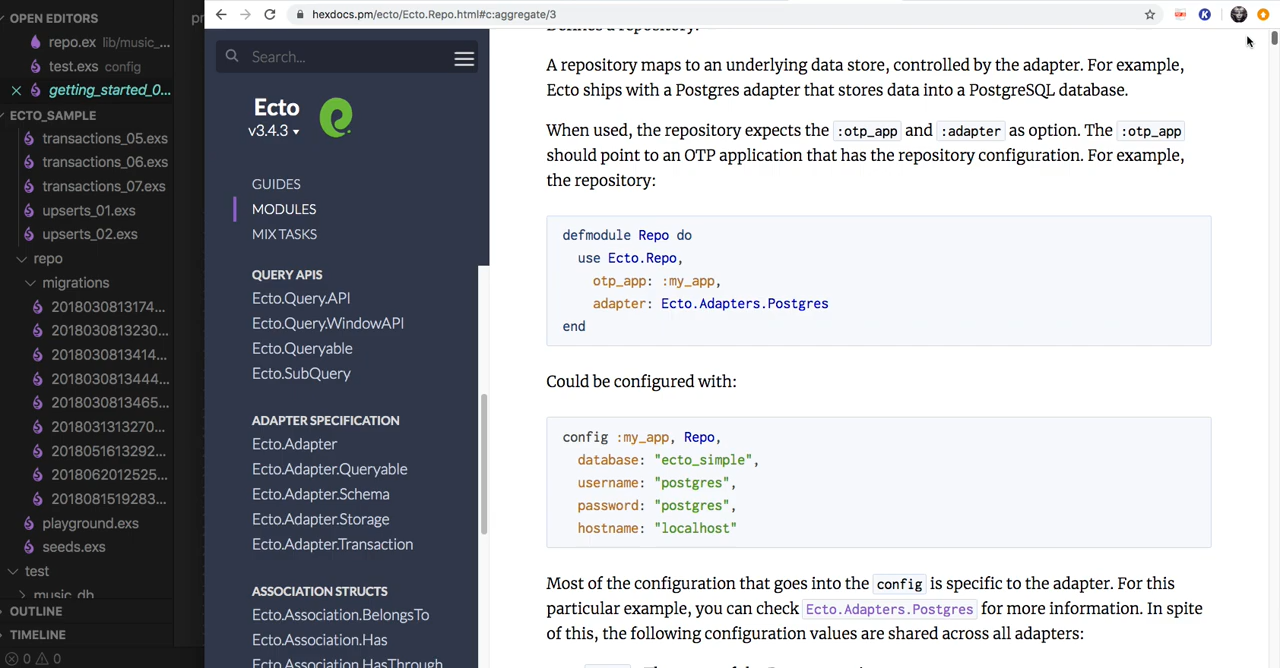 OPEN EDITORS
repo.ex lib/music_...
test.exs config
getting_started_0...
ECTO_SAMPLE
transactions_05.exs
transactions_06.exs
transactions_07.exs
upserts_01.exs
upserts_02.exs
repo
migrations
2018030813174...
2018030813230...
2018030813414...
2018030813444...
2018030813465...
2018031313270...
2018051613292...
2018062012525...
2018081519283...
playground.exs
seeds.exs
test
music_db
OUTLINE
TIMELINE
0 0
pr
hexdocs.pm/ecto/Ecto.Repo.html#c:aggregate/3
Search...
Ecto
v3.4.3
GUIDES
MODULES
MIX TASKS
QUERY APIS
Ecto.Query.API
Ecto.Query.WindowAPI
Ecto.Queryable
Ecto.SubQuery
ADAPTER SPECIFICATION
Ecto.Adapter
Ecto.Adapter.Queryable
Ecto.Adapter.Schema
Ecto.Adapter.Storage
Ecto.Adapter.Transaction
ASSOCIATION STRUCTS
Ecto.Association.BelongsTo
Ecto.Association.Has
Ecto.Association.HasThrough
Defines a repository.
A repository maps to an underlying data store, controlled by the adapter. For example,
Ecto ships with a Postgres adapter that stores data into a PostgreSQL database.
When used, the repository expects the :otp_app and :adapter as option. The :otp_app
should point to an OTP application that has the repository configuration. For example,
the repository:
defmodule Repo do
use Ecto.Repo,
otp_app: :my_app,
adapter: Ecto.Adapters.Postgres
end
Could be configured with:
config :my_app, Repo,
database: "ecto_simple",
username: "postgres",
password: "postgres",
hostname: "localhost"
Most of the configuration that goes into the config is specific to the adapter. For this
particular example, you can check Ecto.Adapters.Postgres for more information. In spite
of this, the following configuration values are shared across all adapters: